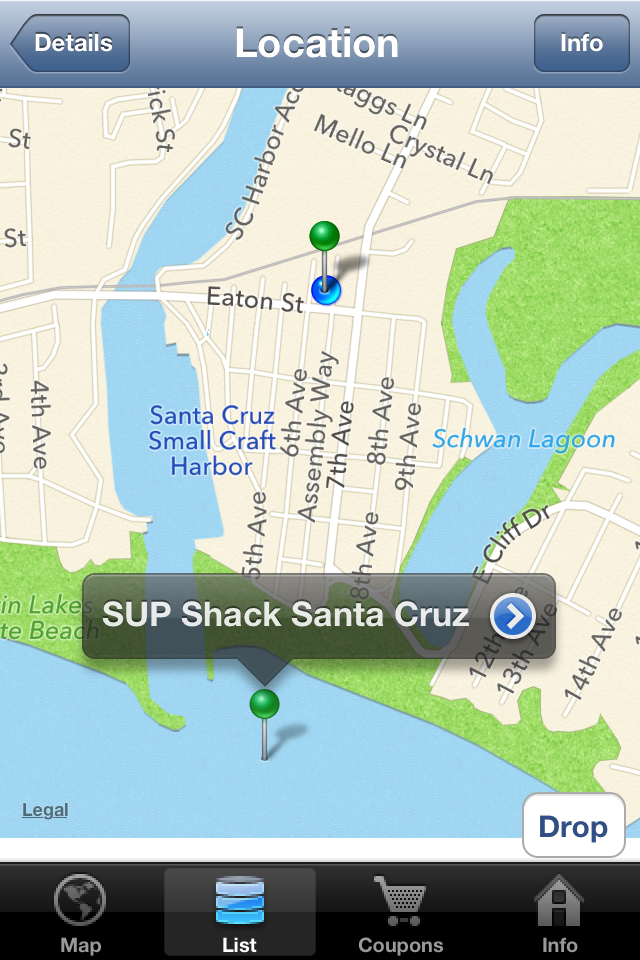 Details
Location
Info
St
ick St
aggs Ln
Mello Ln
Crystal Ln
SC Harbor Acc
St
Eaton St
3rd Ave
4th Ave
Santa Cruz
Small Craft
Harbor
6th Ave
Assembly Way
7th Ave
8th Ave
9th Ave
Schwan Lagoon
5th Ave
8th Ave
E Cliff Dr
in Lakes
te Beach
SUP Shack Santa Cruz
12th
13th Ave
14th Ave
Legal
Drop
Map
List
Coupons
Info